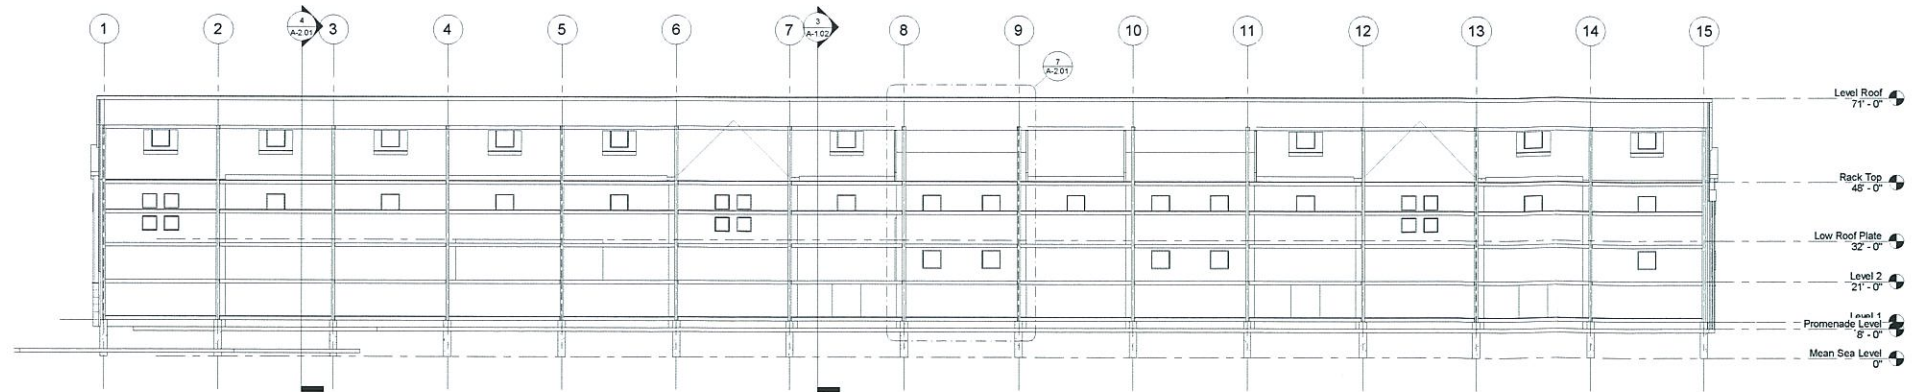 1
2
4
A-2.01
3
4
5
6
7
3
A-1.02
8
9
10
11
12
13
14
15
7
A-2.01
Level Roof
71' - 0"
Rack Top
48' - 0"
Low Roof Plate
32' - 0"
Level 2
21' - 0"
Level 1
Promenade Level
8' - 0"
Mean Sea Level
0"